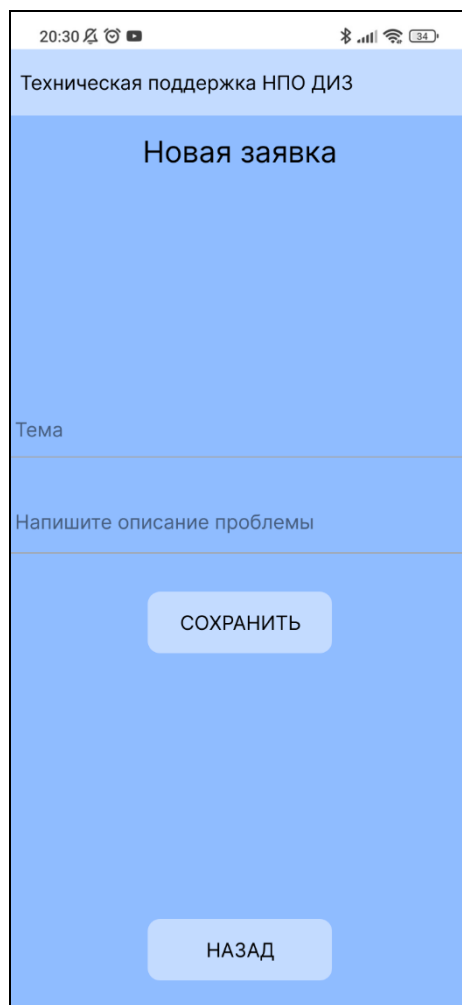 20:30 34
Техническая поддержка НПО ДИЗ
Новая заявка
Тема
Напишите описание проблемы
СОХРАНИТЬ
НАЗАД